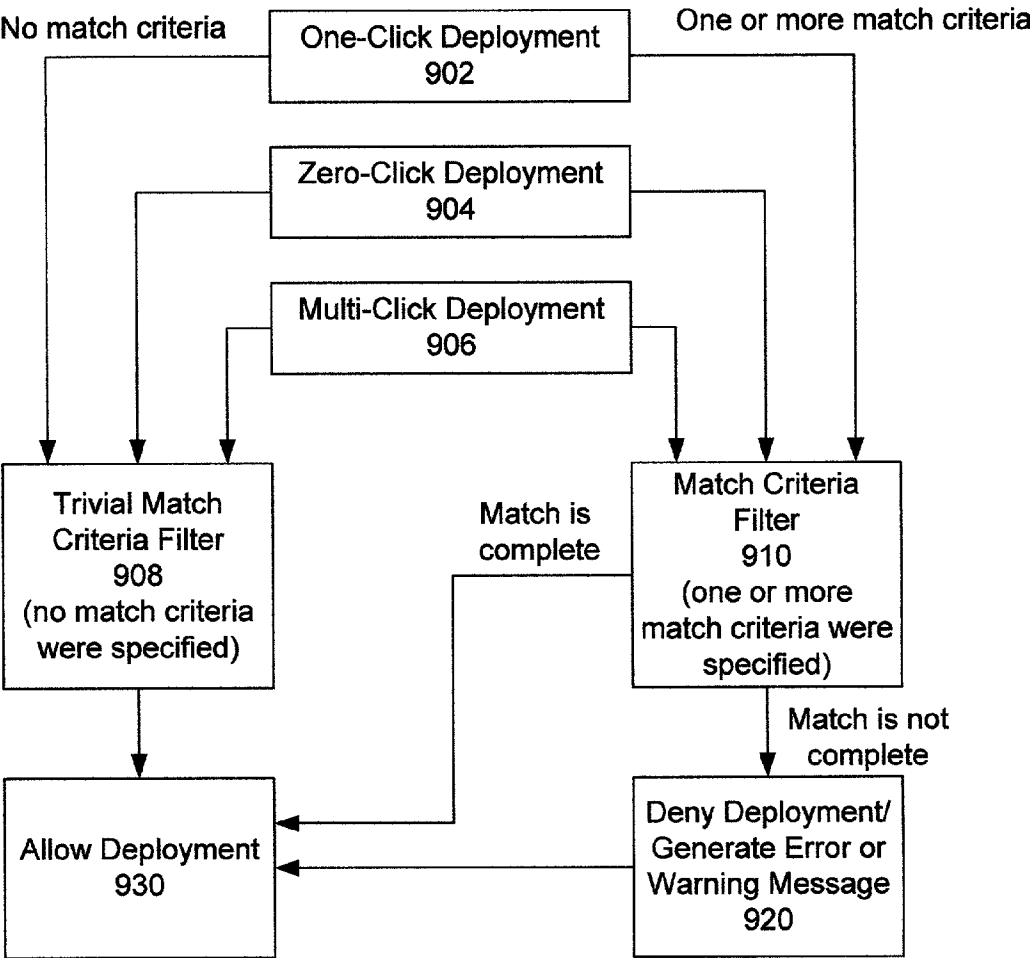 No match criteria
One-Click Deployment
902
One or more match criteria
Zero-Click Deployment
904
Multi-Click Deployment
906
Trivial Match
Criteria Filter
908
(no match criteria
were specified)
Match is
complete
Match Criteria
Filter
910
(one or more
match criteria were
specified)
Match is not
complete
Allow Deployment
930
Deny Deployment/
Generate Error or
Warning Message
920